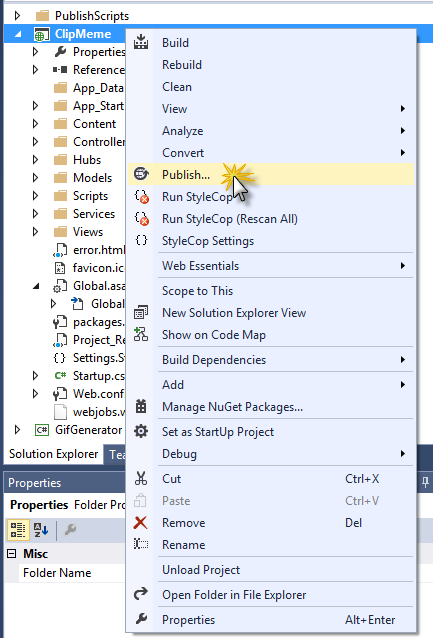 PublishScripts
ClipMeme
Properties
Reference
App_Data
App_Start
Content
Controller
Hubs
Models
Scripts
Services
Views
error.html
favicon.ic
Global.asa
Global
packages.
Project_Re
Settings.S
Startup.cs
Web.conf
webjobs.
GifGenerator
Solution Explorer Tea
Properties
Properties Folder Pro
Misc
Folder Name
Build
Rebuild
Clean
View
Analyze
Convert
Publish...
Run StyleCop
Run StyleCop (Rescan All)
StyleCop Settings
Web Essentials
Scope to This
New Solution Explorer View
Show on Code Map
Build Dependencies
Add
Manage NuGet Packages...
Set as StartUp Project
Debug
Cut Ctrl+X
Paste Ctrl+V
Remove Del
Rename
Unload Project
Open Folder in File Explorer
Properties Alt+Enter